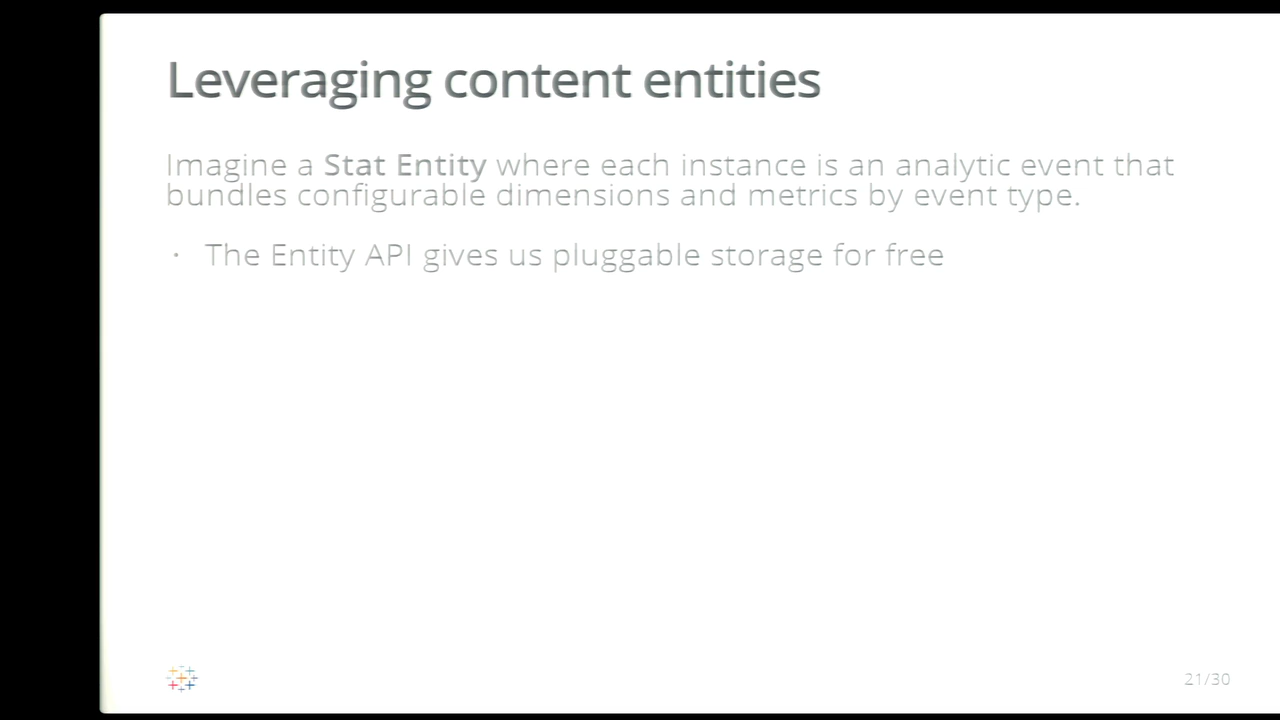 Leveraging content entities
Imagine a Stat Entity where each instance is an analytic event that
bundles configurable dimensions and metrics by event type.
· The Entity API gives us pluggable storage for free
21/30